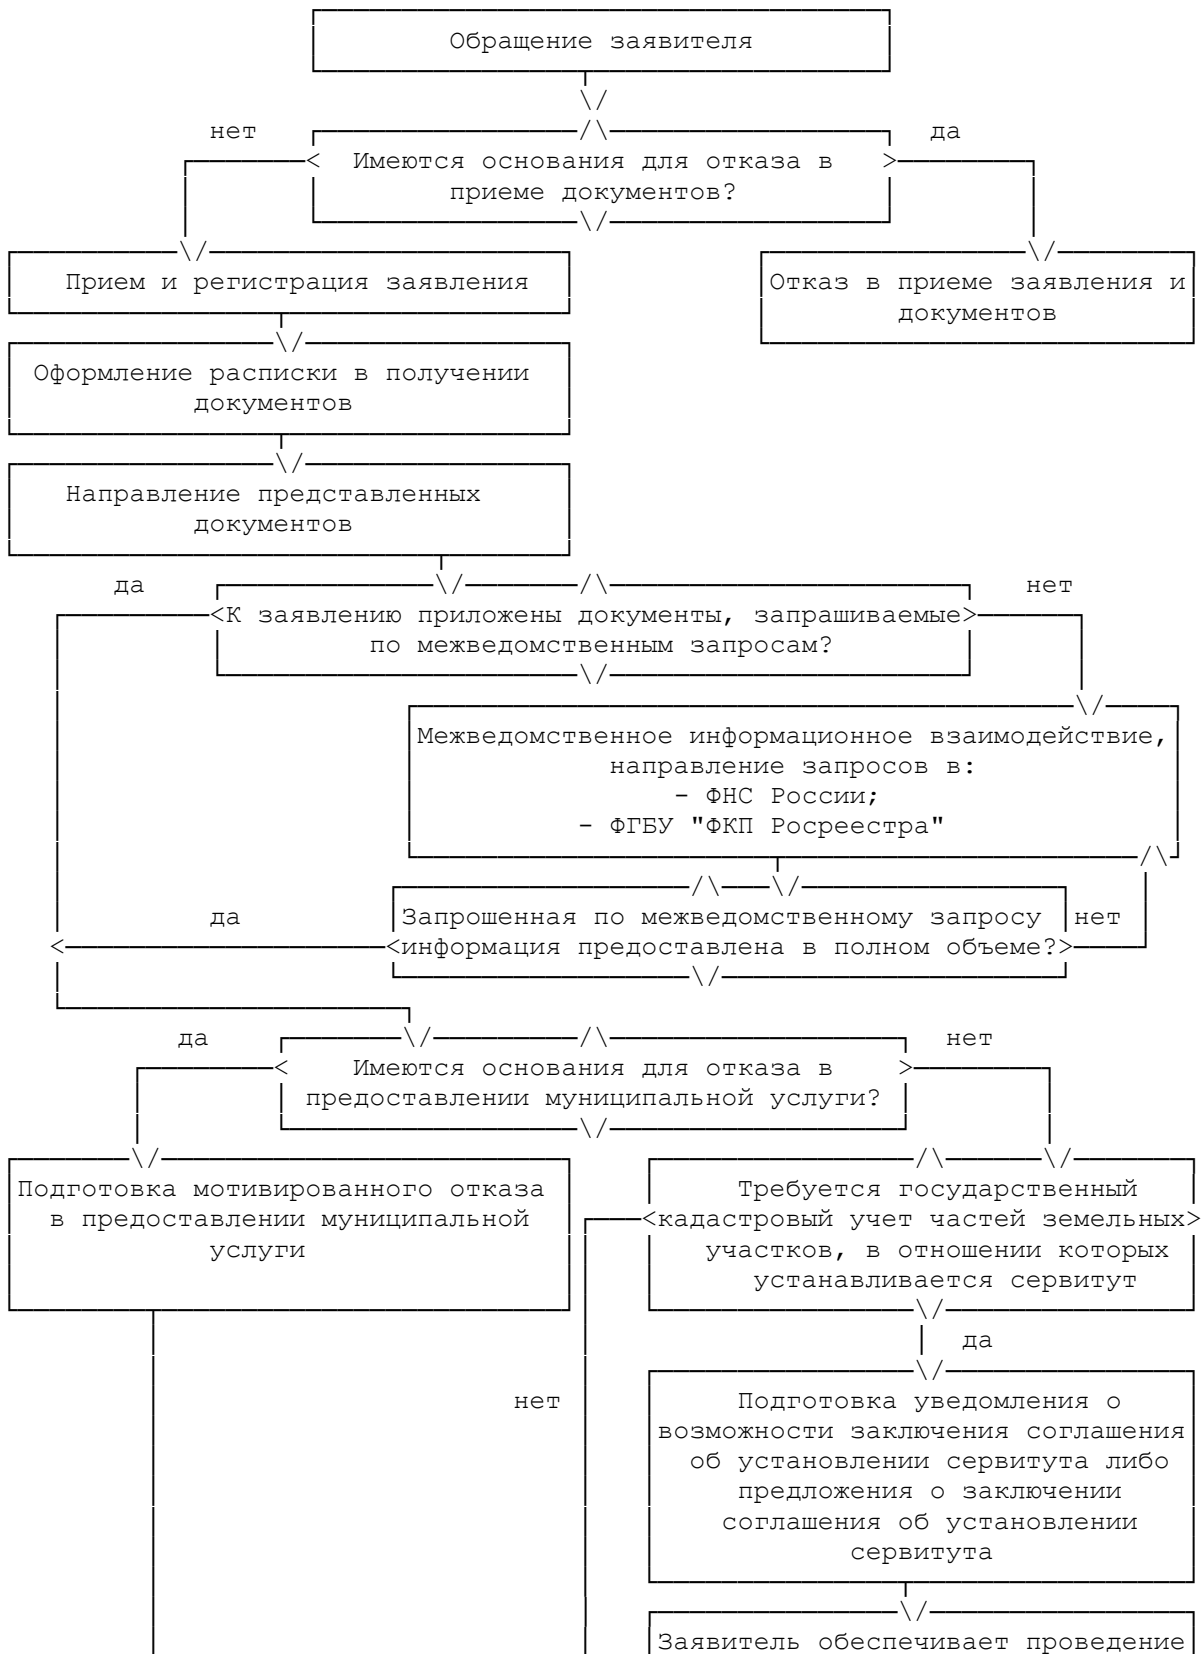 Обращение заявителя
нет
да
Имеются основания для отказа в
приеме документов?
Прием и регистрация заявления
Отказ в приеме заявления и
документов
Оформление расписки в получении
документов
Направление представленных
документов
да
нет
К заявлению приложены документы, запрашиваемые
по межведомственным запросам?
Межведомственное информационное взаимодействие,
направление запросов в:
- ФНС России;
- ФГБУ "ФКП Росреестра"
да
Запрошенная по межведомственному запросу
нет
информация предоставлена в полном объеме?
да
нет
Имеются основания для отказа в
предоставлении муниципальной услуги?
Подготовка мотивированного отказа
в предоставлении муниципальной
услуги
Требуется государственный
кадастровый учет частей земельных
участков, в отношении которых
устанавливается сервитут
да
нет
Подготовка уведомления о
возможности заключения соглашения
об установлении сервитута либо
предложения о заключении
соглашения об установлении
сервитута
Заявитель обеспечивает проведение